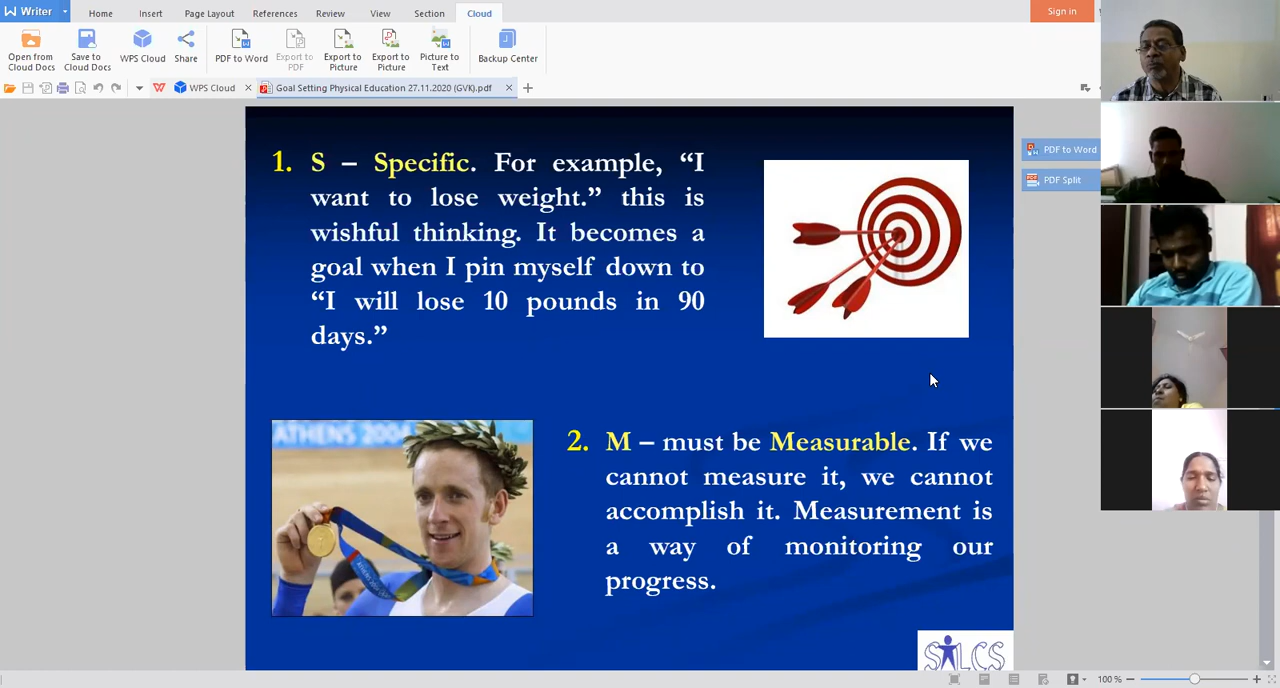 Writer
Home Insert Page Layout References Review View Section Cloud
Sign in
Open from Cloud Docs
Save to Cloud Docs
WPS Cloud
Share
PDF to Word
Export to PDF
Export to Picture
Export to Picture
Picture to Text
Backup Center
WPS Cloud
Goal Setting Physical Education 27.11.2020 (GVK).pdf
PDF to Word
PDF Split
1. S – Specific. For example, “I
want to lose weight.” this is
wishful thinking. It becomes a
goal when I pin myself down to
“I will lose 10 pounds in 90
days.”
ATHENS 2004
2. M – must be Measurable. If we
cannot measure it, we cannot
accomplish it. Measurement is
a way of monitoring our
progress.
100 %